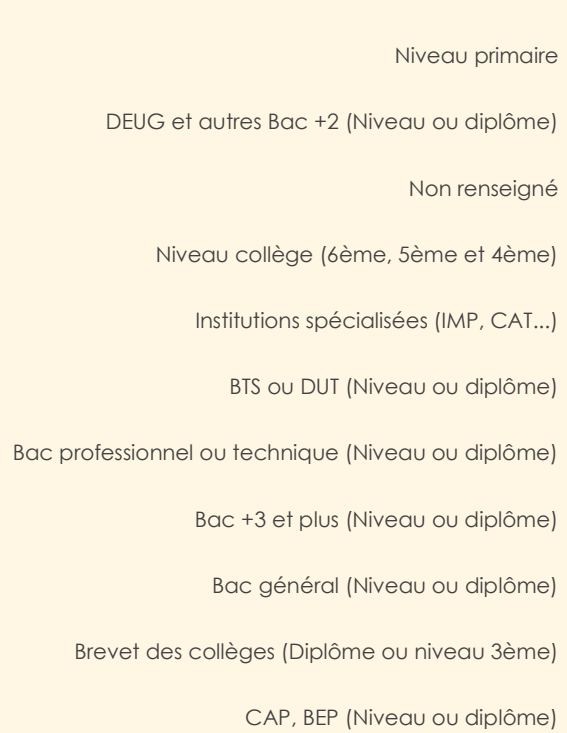 Niveau primaire
DEUG et autres Bac +2 (Niveau ou diplôme)
Non renseigné
Niveau collège (6ème, 5ème et 4ème)
Institutions spécialisées (IMP, CAT...)
BTS ou DUT (Niveau ou diplôme)
Bac professionnel ou technique (Niveau ou diplôme)
Bac +3 et plus (Niveau ou diplôme)
Bac général (Niveau ou diplôme)
Brevet des collèges (Diplôme ou niveau 3ème)
CAP, BEP (Niveau ou diplôme)